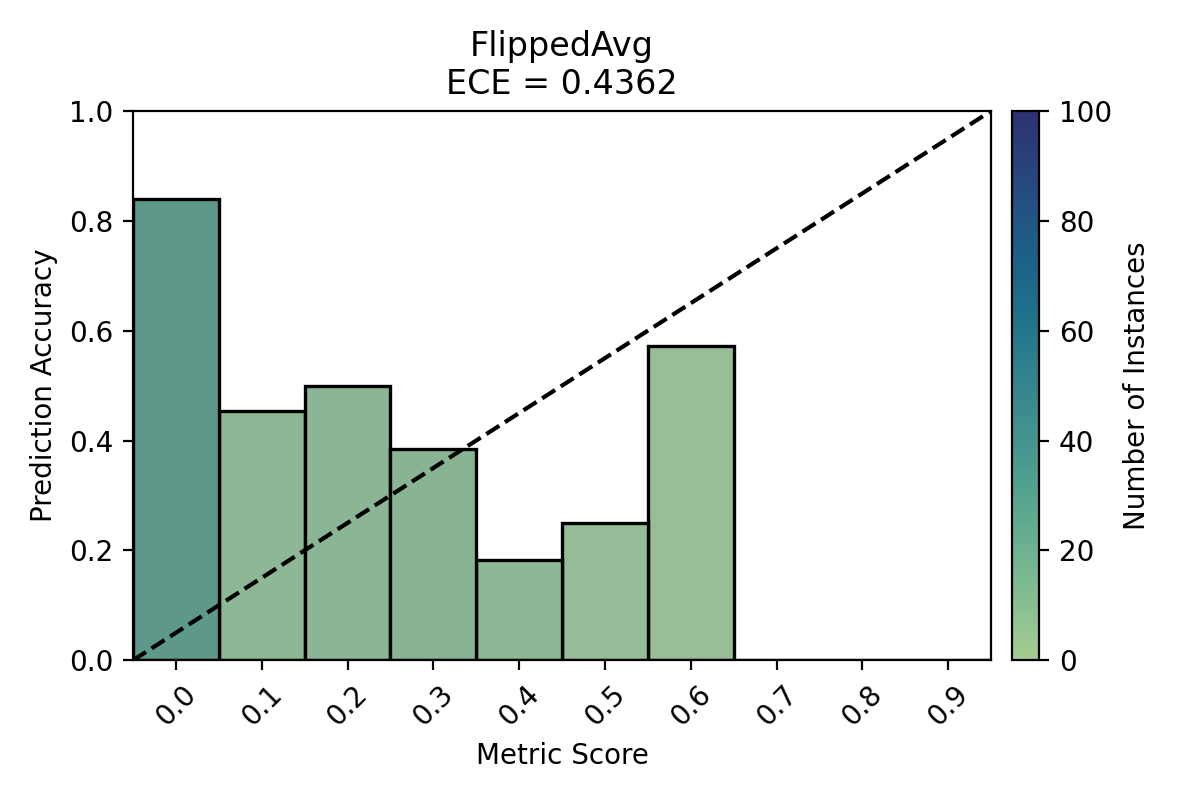 FlippedAvg
ECE = 0.4362
1.0
0.8
0.6
0.4
0.2
0.0
Prediction Accuracy
0.0 0.1 0.2 0.3 0.4 0.5 0.6 0.7 0.8 0.9
Metric Score
100
80
60
40
20
0
Number of Instances